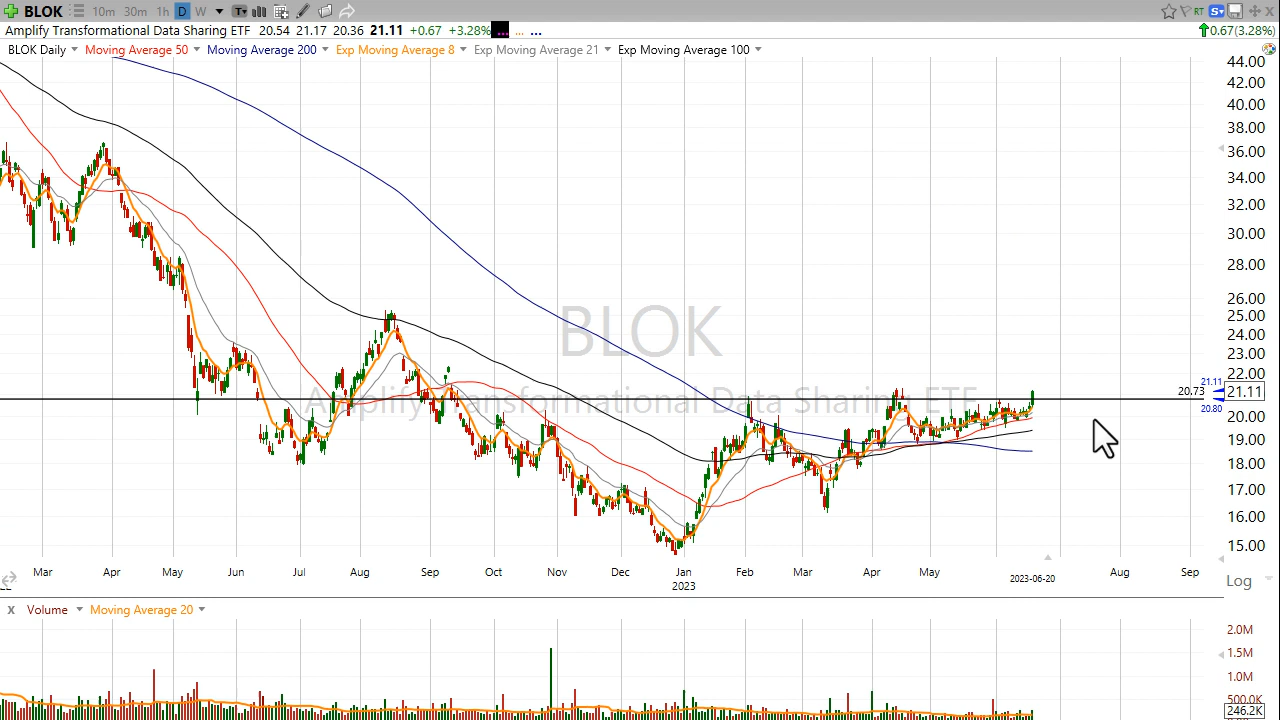 BLOK 10m 30m 1h D W T RT S
Amplify Transformational Data Sharing ETF 20.54 21.17 20.36 21.11 +0.67 +3.28% ... ... ... 0.67(3.28%)
BLOK Daily Moving Average 50 Moving Average 200 Exp Moving Average 8 Exp Moving Average 21 Exp Moving Average 100
44.00
42.00
40.00
38.00
36.00
34.00
32.00
30.00
28.00
26.00
25.00
24.00
23.00
22.00
BLOK
Amplify Transformational Data Sharing ETF
21.11
20.73 21.11
20.80
20.00
19.00
18.00
17.00
16.00
15.00
Mar Apr May Jun Jul Aug Sep Oct Nov Dec Jan Feb Mar Apr May 2023-06-20 Aug Sep
2023
Log
X Volume Moving Average 20
2.0M
1.5M
1.0M
500.0K
246.2K